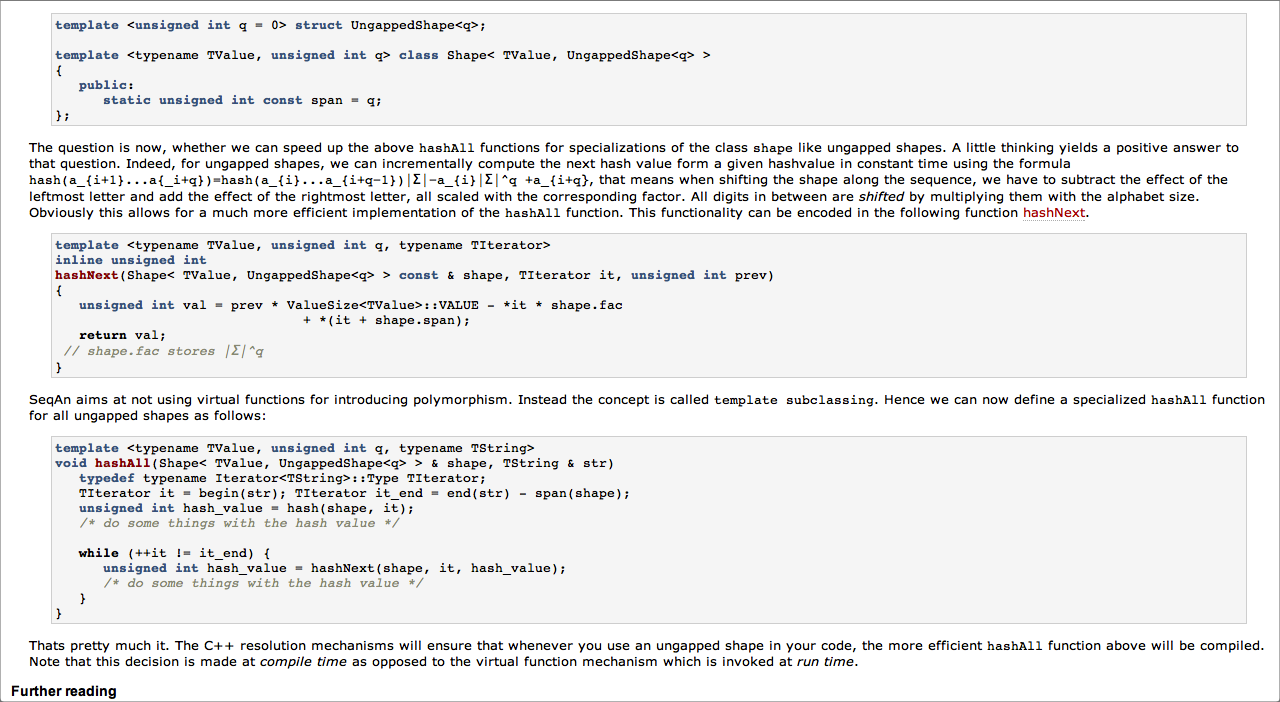 template <unsigned int q = 0> struct UngappedShape<q>;
template <typename TValue, unsigned int q> class Shape< TValue, UngappedShape<q> >
{
public:
static unsigned int const span = q;
};
The question is now, whether we can speed up the above hashAll functions for specializations of the class shape like ungapped shapes. A little thinking yields a positive answer to
that question. Indeed, for ungapped shapes, we can incrementally compute the next hash value form a given hashvalue in constant time using the formula
hash(a_{i+1}...a{_i+q})=hash(a_{i}...a_{i+q-1})|Σ|-a_{i}|Σ|^q +a_{i+q}, that means when shifting the shape along the sequence, we have to subtract the effect of the
leftmost letter and add the effect of the rightmost letter, all scaled with the corresponding factor. All digits in between are shifted by multiplying them with the alphabet size.
Obviously this allows for a much more efficient implementation of the hashAll function. This functionality can be encoded in the following function hashNext.
template <typename TValue, unsigned int q, typename TIterator>
inline unsigned int
hashNext(Shape< TValue, UngappedShape<q> > const & shape, TIterator it, unsigned int prev)
{
unsigned int val = prev * ValueSize<TValue>::VALUE - *it * shape.fac
+ *(it + shape.span);
return val;
// shape.fac stores |Σ|^q
}
SeqAn aims at not using virtual functions for introducing polymorphism. Instead the concept is called template subclassing. Hence we can now define a specialized hashAll function
for all ungapped shapes as follows:
template <typename TValue, unsigned int q, typename TString>
void hashAll(Shape< TValue, UngappedShape<q> > & shape, TString & str)
typedef typename Iterator<TString>::Type TIterator;
TIterator it = begin(str); TIterator it_end = end(str) - span(shape);
unsigned int hash_value = hash(shape, it);
/* do some things with the hash value */
while (++it != it_end) {
unsigned int hash_value = hashNext(shape, it, hash_value);
/* do some things with the hash value */
}
}
Thats pretty much it. The C++ resolution mechanisms will ensure that whenever you use an ungapped shape in your code, the more efficient hashAll function above will be compiled.
Note that this decision is made at compile time as opposed to the virtual function mechanism which is invoked at run time.
Further reading